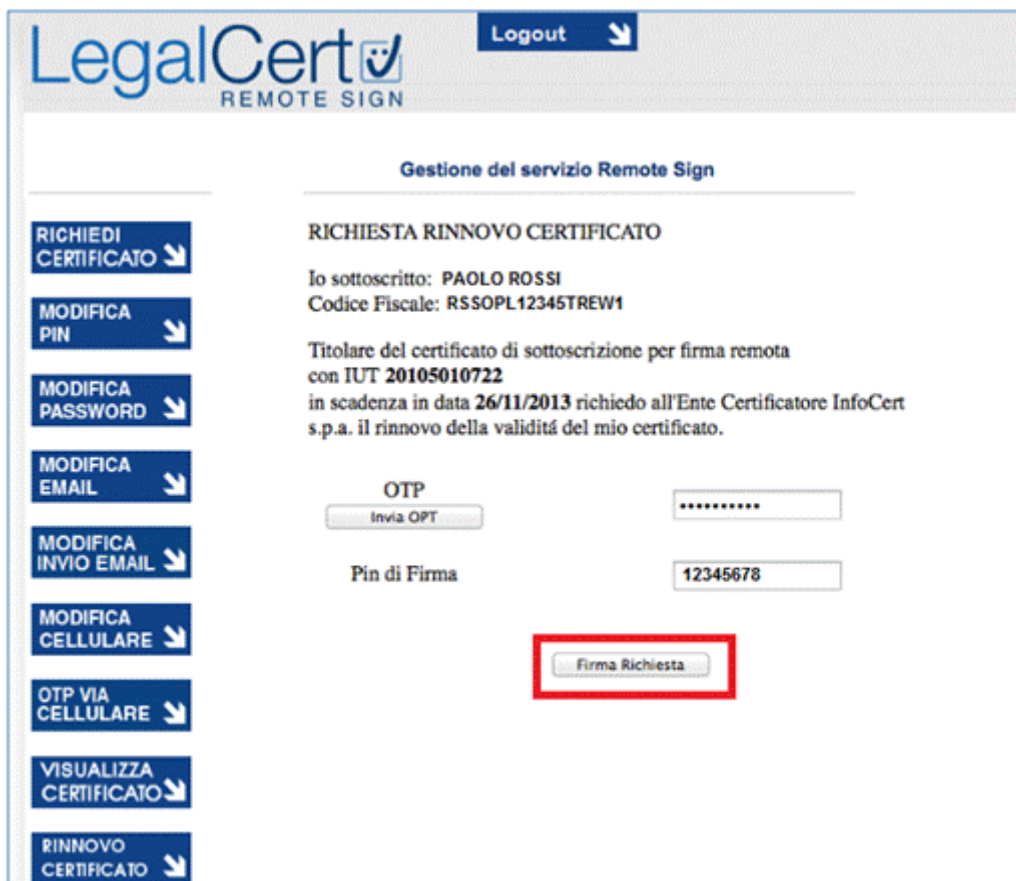 LegalCert
REMOTE SIGN
Logout
Gestione del servizio Remote Sign
RICHIEDI
CERTIFICATO
MODIFICA
PIN
MODIFICA
PASSWORD
MODIFICA
EMAIL
MODIFICA
INVIO EMAIL
MODIFICA
CELLULARE
OTP VIA
CELLULARE
VISUALIZZA
CERTIFICATO
RINNOVO
CERTIFICATO
RICHIESTA RINNOVO CERTIFICATO
Io sottoscritto: PAOLO ROSSI
Codice Fiscale: RSSOPL12345TREW1
Titolare del certificato di sottoscrizione per firma remota
con IUT 20105010722
in scadenza in data 26/11/2013 richiedo all'Ente Certificatore InfoCert
s.p.a. il rinnovo della validitá del mio certificato.
OTP
Invia OPT
••••••••••
Pin di Firma
12345678
Firma Richiesta